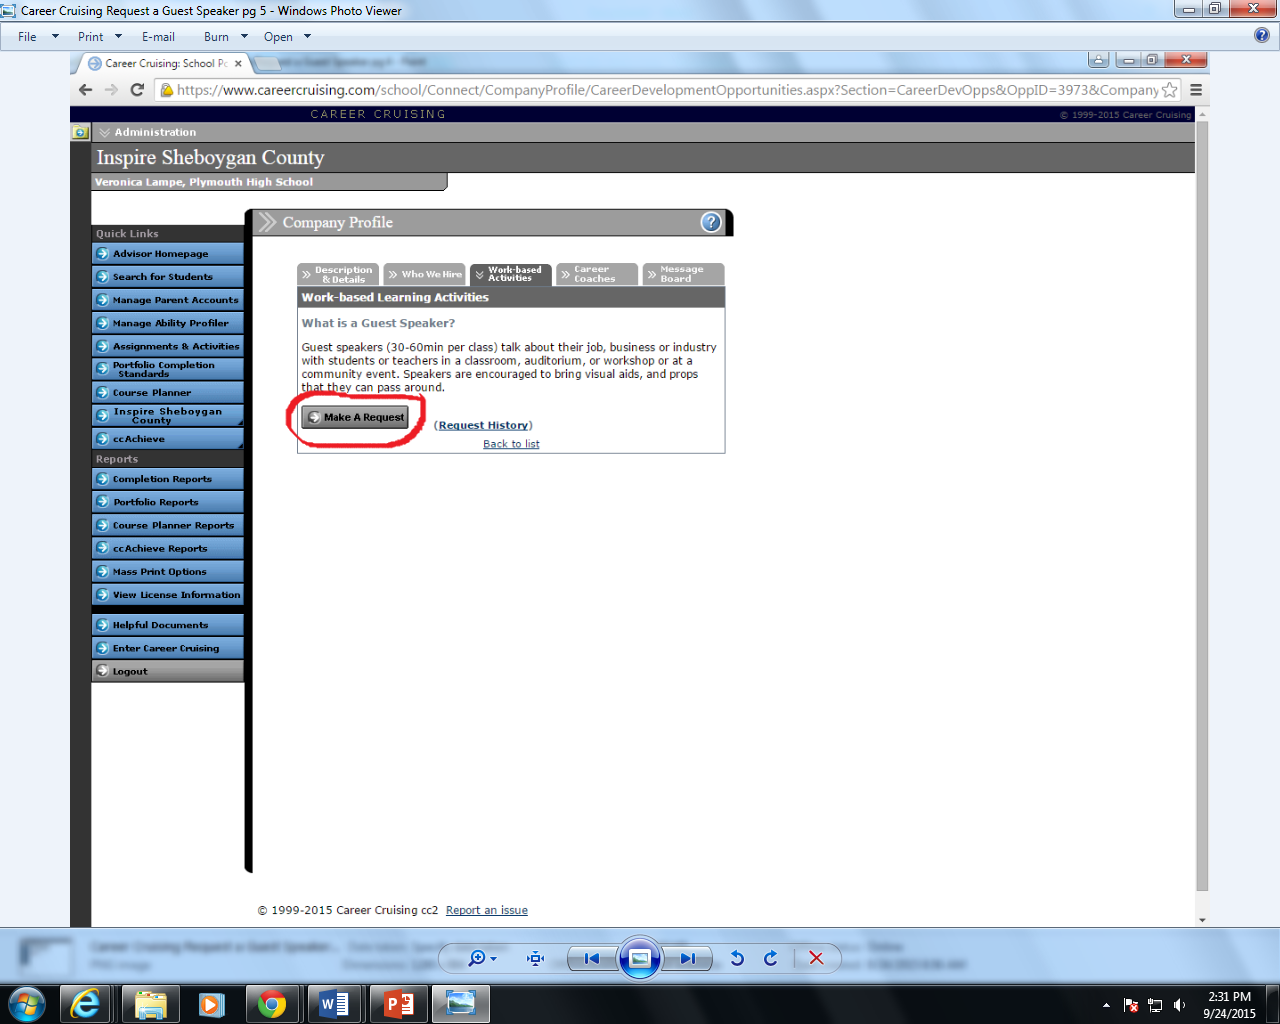 Career Cruising Request a Guest Speaker pg 5 - Windows Photo Viewer
File Print E-mail Burn Open
Career Cruising: School Po
https://www.careercruising.com/school/Connect/CompanyProfile/CareerDevelopmentOpportunities.aspx?Section=CareerDevOpps&OppID=3973&Company
CAREER CRUISING
© 1999-2015 Career Cruising
Administration
Inspire Sheboygan County
Veronica Lampe, Plymouth High School
Quick Links
Advisor Homepage
Search for Students
Manage Parent Accounts
Manage Ability Profiler
Assignments & Activities
Portfolio Completion
Standards
Course Planner
Inspire Sheboygan
County
ccAchieve
Reports
Completion Reports
Portfolio Reports
Course Planner Reports
ccAchieve Reports
Mass Print Options
View License Information
Helpful Documents
Enter Career Cruising
Logout
Company Profile
Description
& Details
Who We Hire
Work-based
Activities
Career
Coaches
Message
Board
Work-based Learning Activities
What is a Guest Speaker?
Guest speakers (30-60min per class) talk about their job, business or industry
with students or teachers in a classroom, auditorium, or workshop or at a
community event. Speakers are encouraged to bring visual aids, and props
that they can pass around.
Make A Request
(Request History)
Back to list
© 1999-2015 Career Cruising cc2 Report an issue
2:31 PM
9/24/2015